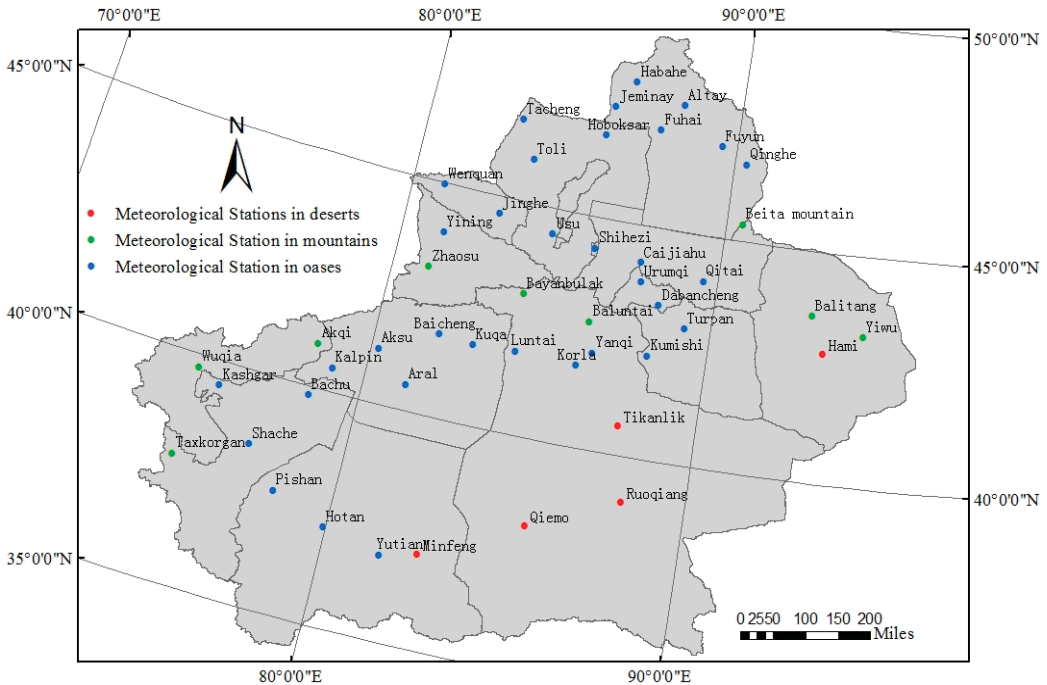 70°0'0"E
80°0'0"E
90°0'0"E
50°0'0"N
45°0'0"N
Habahe
Jeminay
Altay
Tacheng
Hoboksar
Fuhai
N
Toli
Fuyun
Qinghe
Wenquan
Jinghe
Meteorological Stations in deserts
Yining
Usu
Beita mountain
Meteorological Station in mountains
Shihezi
Zhaosu
Caijiahu
Meteorological Station in oases
Urumqi
Qitai
45°0'0"N
Bayanbulak
Dabancheng
40°0'0"N
Baluntai
Turpan
Balitang
Baicheng
Yiwu
Akqi
Aksu
Kuqa
Luntai
Yanqi
Kumishi
Hami
Wuqia
Kalpin
Korla
Kashgar
Bachu
Aral
Tikanlik
Shache
Taxkorgan
Pishan
Ruoqiang
40°0'0"N
Hotan
Qiemo
Yutian
Minfeng
35°0'0"N
0 25 50 100 150 200
Miles
80°0'0"E
90°0'0"E